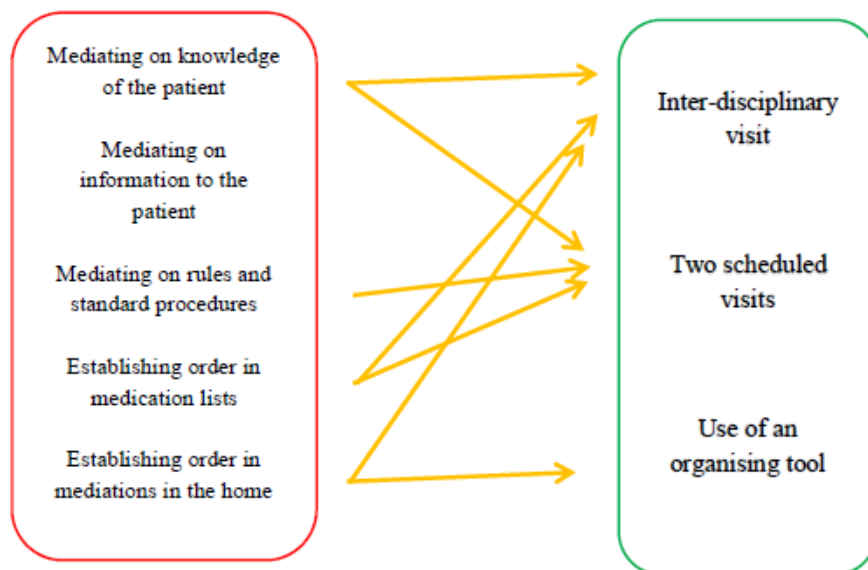 Mediating on knowledge
of the patient
Mediating on
information to the
patient
Mediating on rules and
standard procedures
Establishing order in
medication lists
Establishing order in
mediations in the home
Inter-disciplinary
visit
Two scheduled
visits
Use of an
organising tool